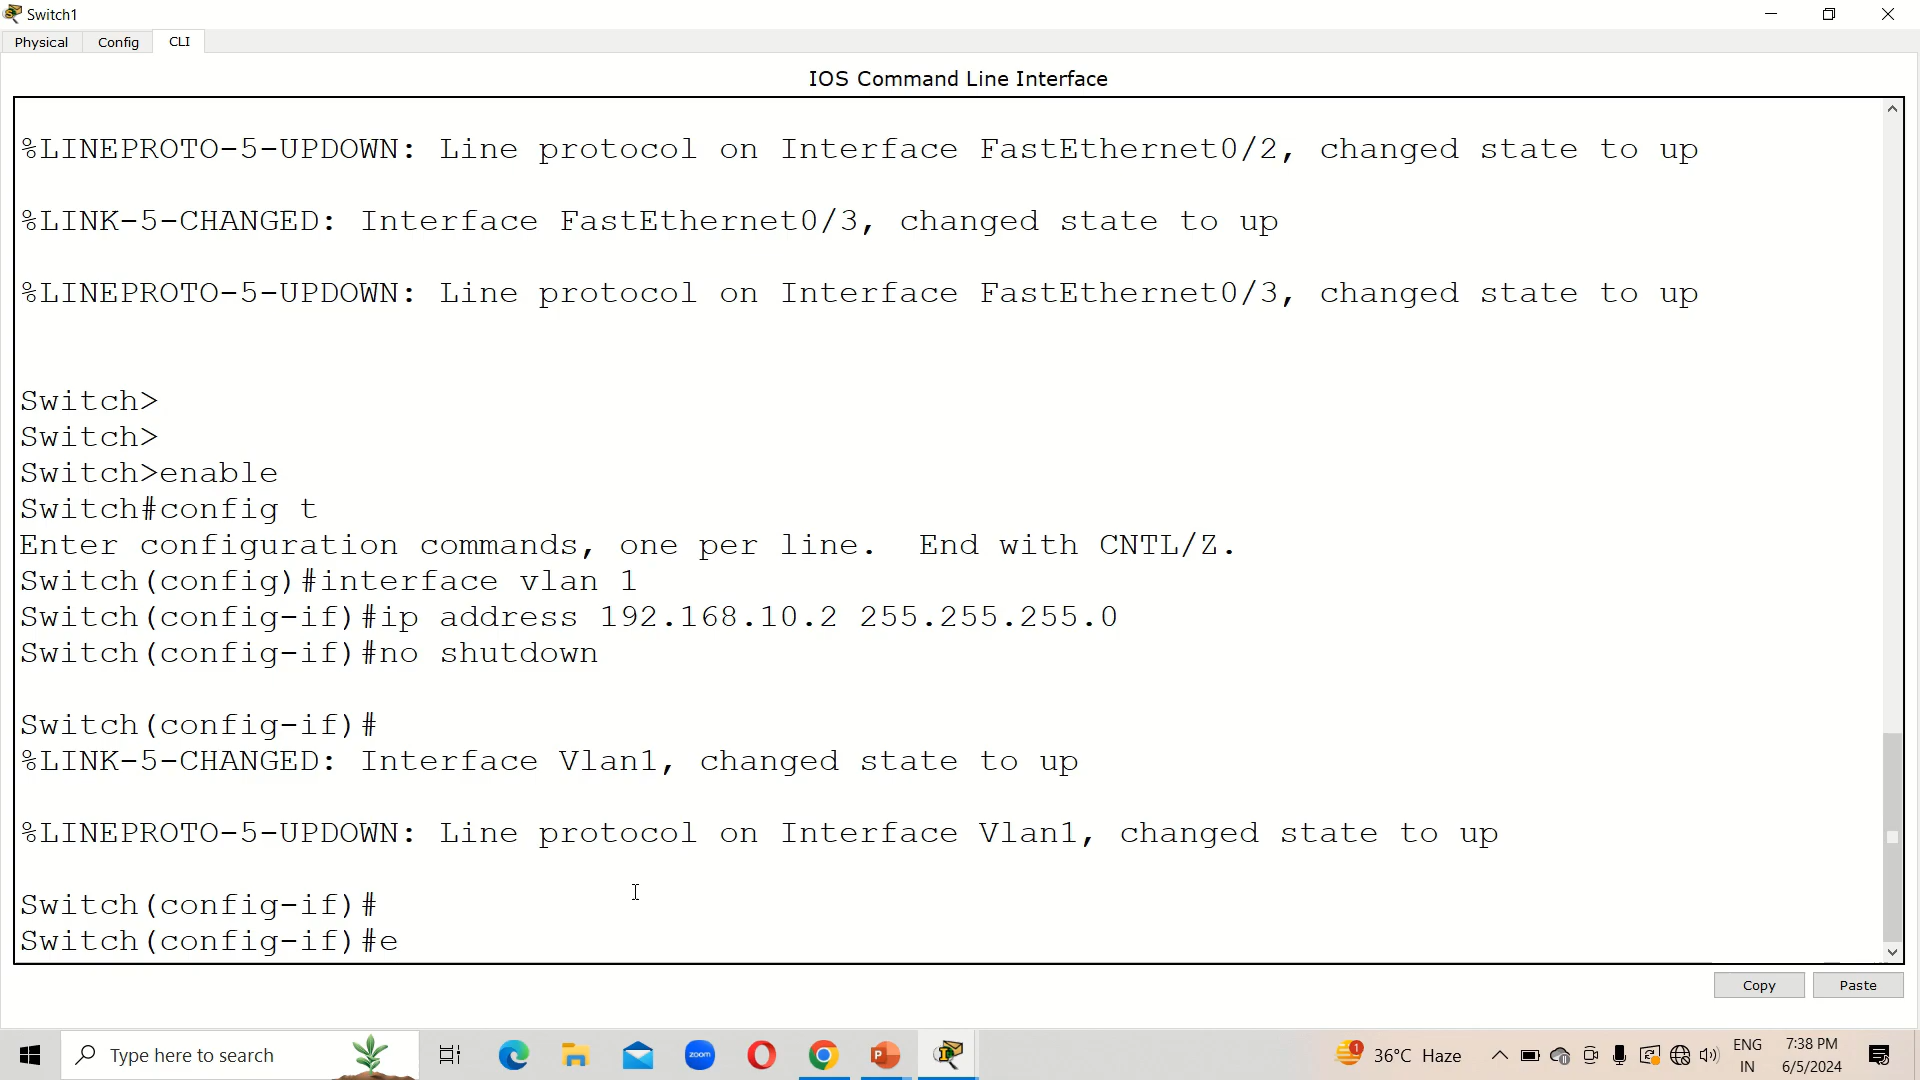 Switch1
Physical Config CLI
IOS Command Line Interface
%LINEPROTO-5-UPDOWN: Line protocol on Interface FastEthernet0/2, changed state to up
%LINK-5-CHANGED: Interface FastEthernet0/3, changed state to up
%LINEPROTO-5-UPDOWN: Line protocol on Interface FastEthernet0/3, changed state to up
Switch>
Switch>
Switch>enable
Switch#config t
Enter configuration commands, one per line.  End with CNTL/Z.
Switch(config)#interface vlan 1
Switch(config-if)#ip address 192.168.10.2 255.255.255.0
Switch(config-if)#no shutdown
Switch(config-if)#
%LINK-5-CHANGED: Interface Vlan1, changed state to up
%LINEPROTO-5-UPDOWN: Line protocol on Interface Vlan1, changed state to up
Switch(config-if)#
Switch(config-if)#e
Copy Paste
Type here to search
zoom
P
1
36°C Haze
ENG
IN
7:38 PM
6/5/2024